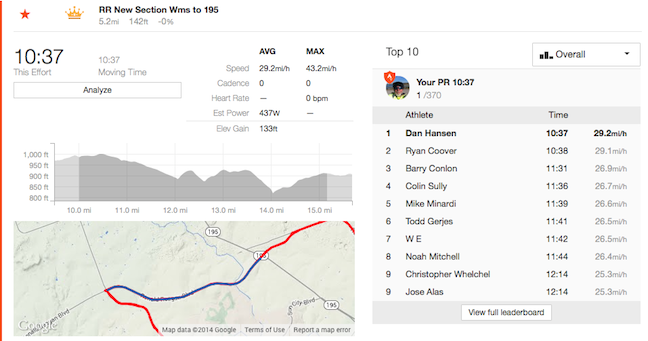 RR New Section Wms to 195
5.2mi 142ft -0%
10:37
This Effort
10:37
Moving Time
Analyze
AVG MAX
Speed 29.2mi/h 43.2mi/h
Cadence 0 0
Heart Rate — 0 bpm
Est Power 437W —
Elev Gain 133ft
1,000 ft
950 ft
900 ft
850 ft
800 ft
10.0 mi 11.0 mi 12.0 mi 13.0 mi 14.0 mi 15.0 mi
195
195
195
Google
Map data ©2014 Google Terms of Use Report a map error
Top 10
Overall
Your PR 10:37
1 /370
Athlete Time
1 Dan Hansen 10:37 29.2mi/h
2 Ryan Coover 10:38 29.1mi/h
3 Barry Conlon 11:31 26.9mi/h
4 Colin Sully 11:36 26.7mi/h
5 Mike Minardi 11:39 26.6mi/h
6 Todd Gerjes 11:41 26.5mi/h
7 W E 11:42 26.5mi/h
8 Noah Mitchell 11:44 26.4mi/h
9 Christopher Whelchel 12:14 25.3mi/h
9 Jose Alas 12:14 25.3mi/h
View full leaderboard